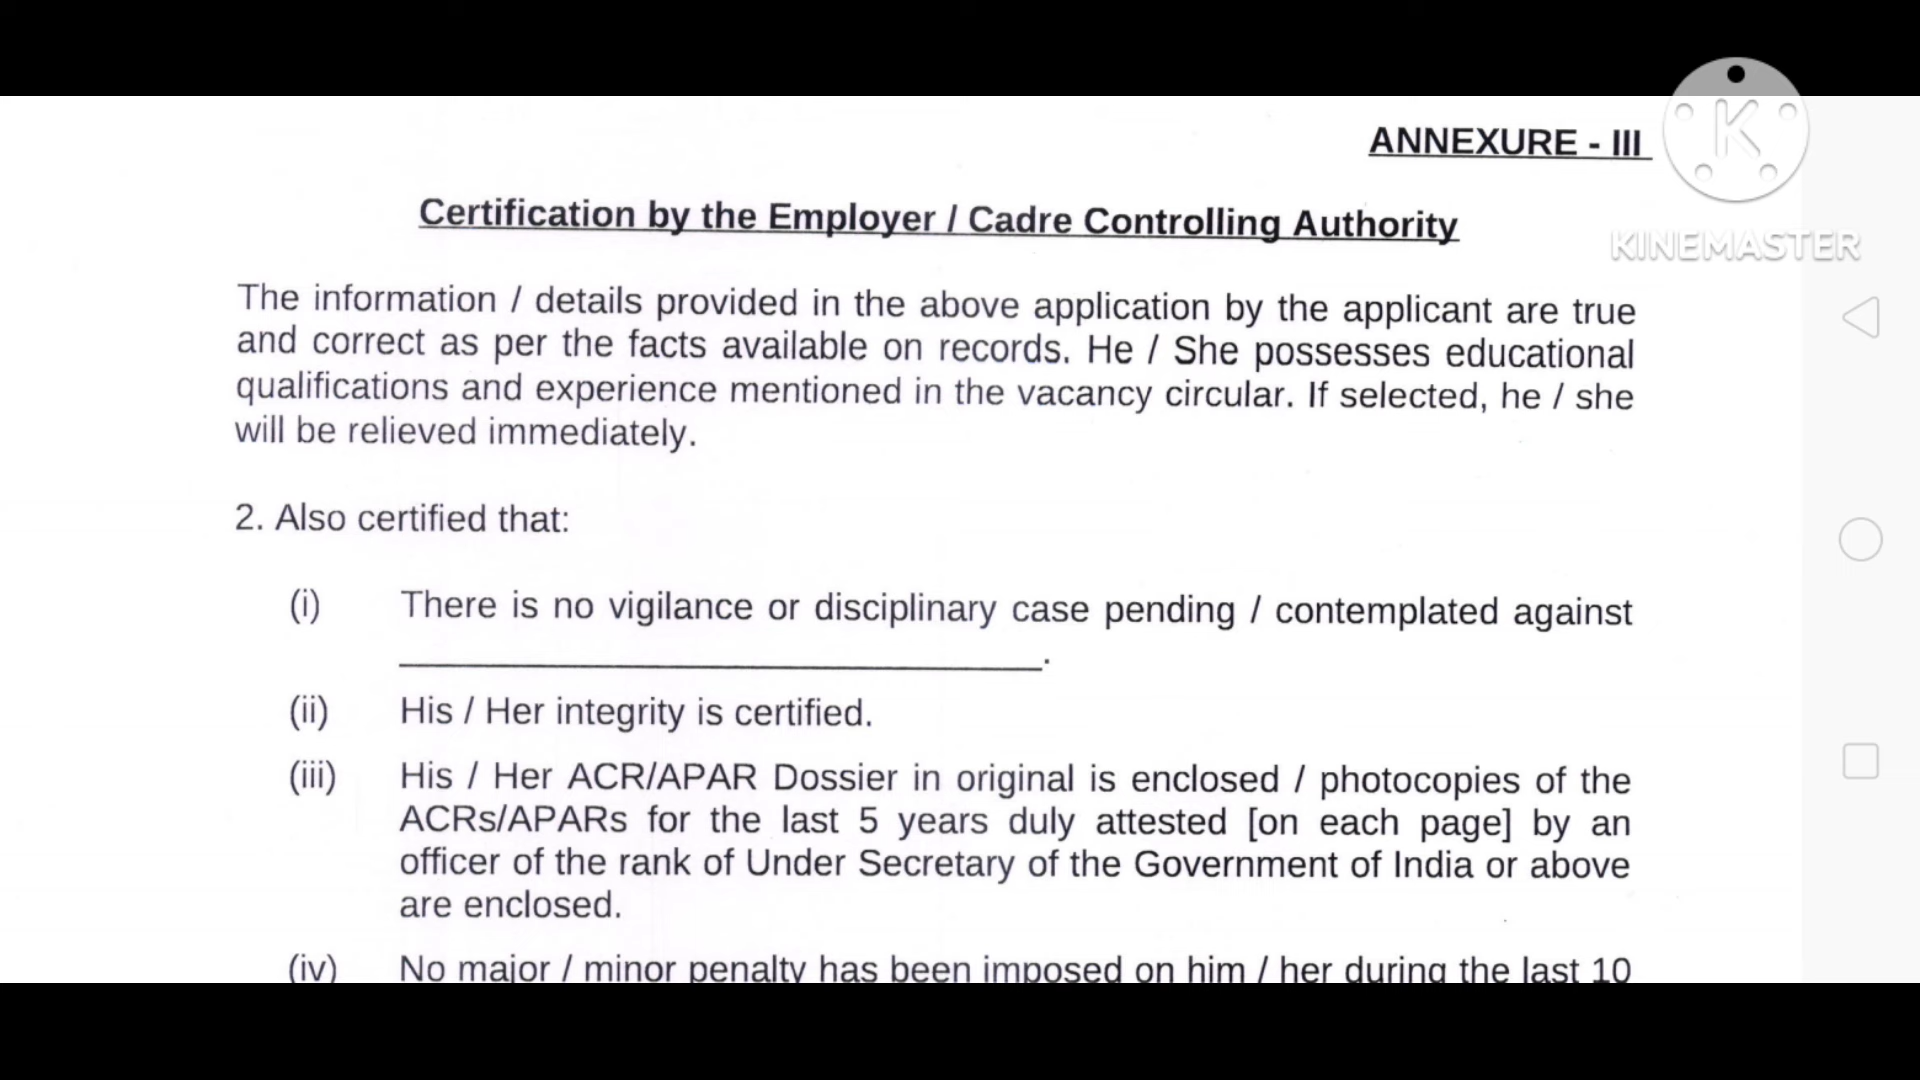 ANNEXURE - III
K
KINEMASTER
Certification by the Employer / Cadre Controlling Authority
The information / details provided in the above application by the applicant are true
and correct as per the facts available on records. He / She possesses educational
qualifications and experience mentioned in the vacancy circular. If selected, he / she
will be relieved immediately.
2. Also certified that:
(i) There is no vigilance or disciplinary case pending / contemplated against
____________________.
(ii) His / Her integrity is certified.
(iii) His / Her ACR/APAR Dossier in original is enclosed / photocopies of the
ACRs/APARs for the last 5 years duly attested [on each page] by an
officer of the rank of Under Secretary of the Government of India or above
are enclosed.
(iv) No major / minor penalty has been imposed on him / her during the last 10